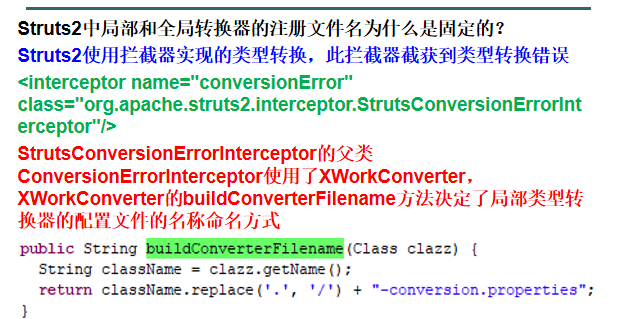 Struts2中局部和全局转换器的注册文件名为什么是固定的?
Struts2使用拦截器实现的类型转换，此拦截器截获到类型转换错误
<interceptor name="conversionError"
class="org.apache.struts2.interceptor.StrutsConversionErrorInt
erceptor"/>
StrutsConversionErrorInterceptor的父类
ConversionErrorInterceptor使用了XWorkConverter，
XWorkConverter的buildConverterFilename方法决定了局部类型转
换器的配置文件的名称命名方式
public String buildConverterFilename(Class clazz) {
String className = clazz.getName();
return className.replace('.', '/') + "-conversion.properties";
}